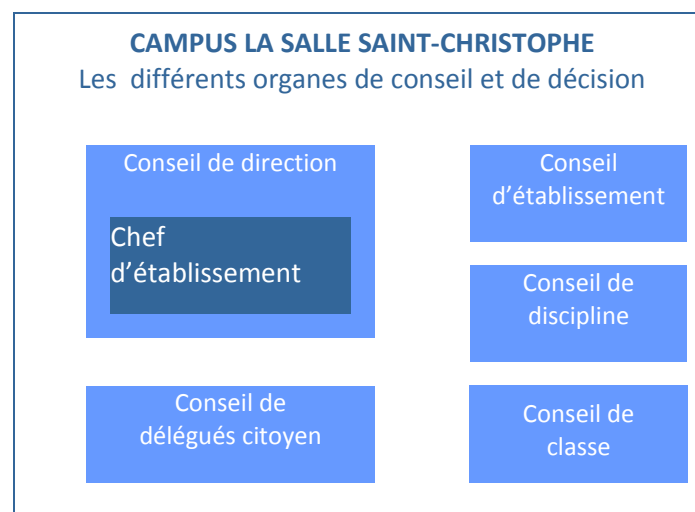 CAMPUS LA SALLE SAINT-CHRISTOPHE
Les différents organes de conseil et de décision
Conseil de direction
Chef
d'établissement
Conseil
d'établissement
Conseil de
discipline
Conseil de
délégués citoyen
Conseil de
classe